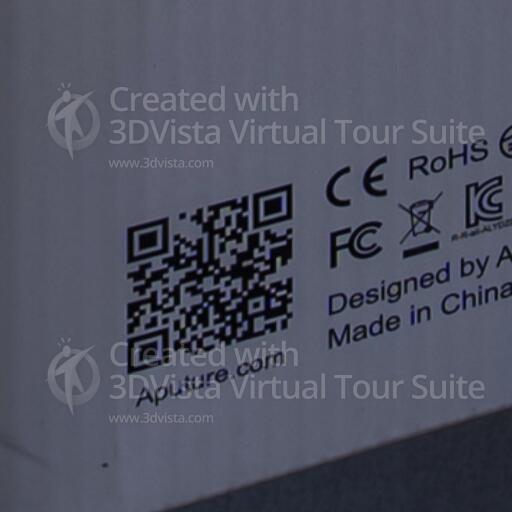 Created with
3DVista Virtual Tour Suite
www.3dvista.com
CE RoHS
FC
Designed by A
Made in China
Aputure.com
Created with
3DVista Virtual Tour Suite
www.3dvista.com